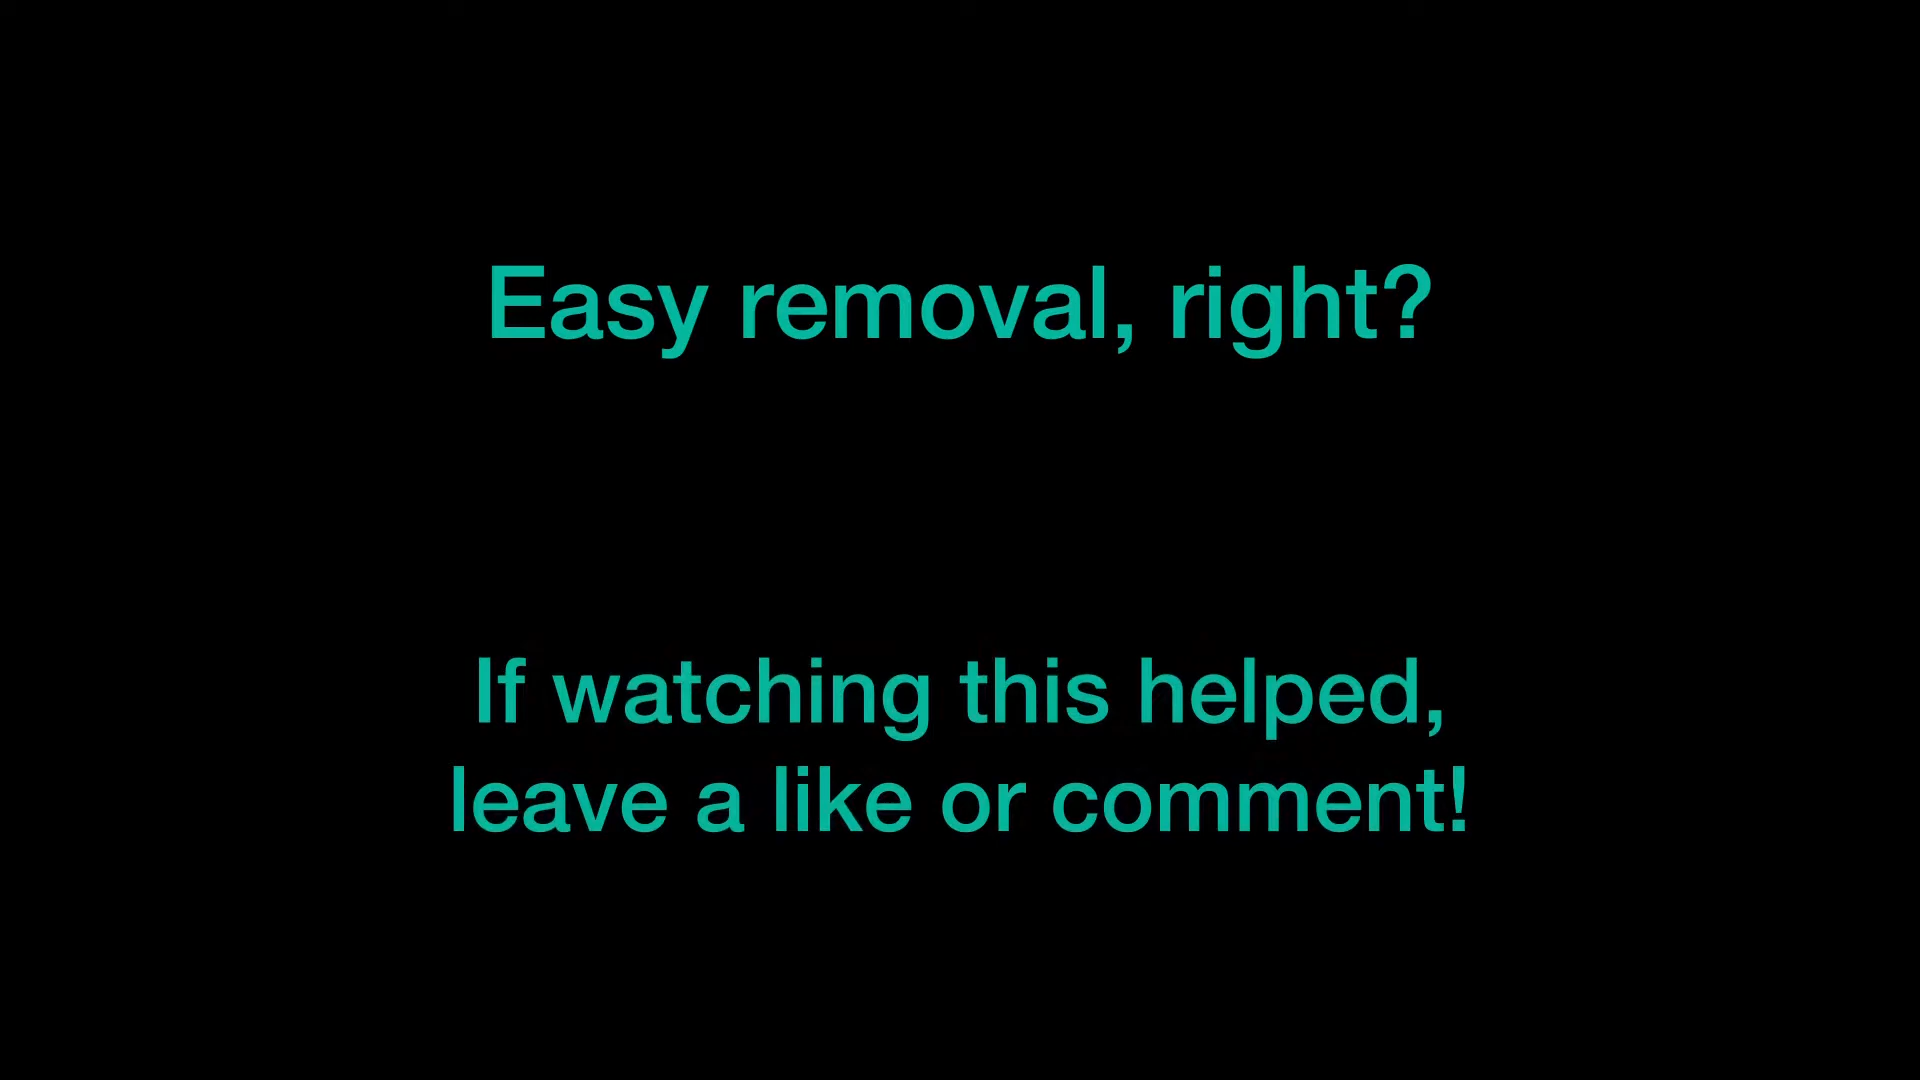 Easy removal, right?
If watching this helped,
leave a like or comment!